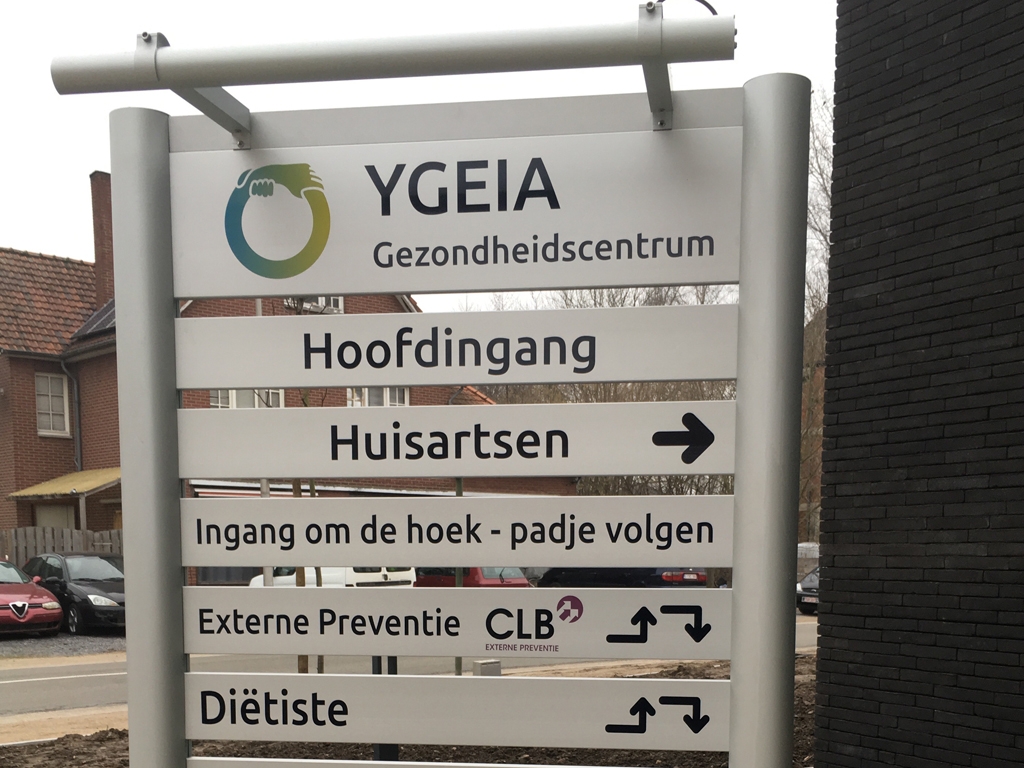 YGEIA
Gezondheidscentrum
Hoofdingang
Huisartsen
Ingang om de hoek - padje volgen
Externe Preventie CLB
EXTERNE PREVENTIE
Diëtiste